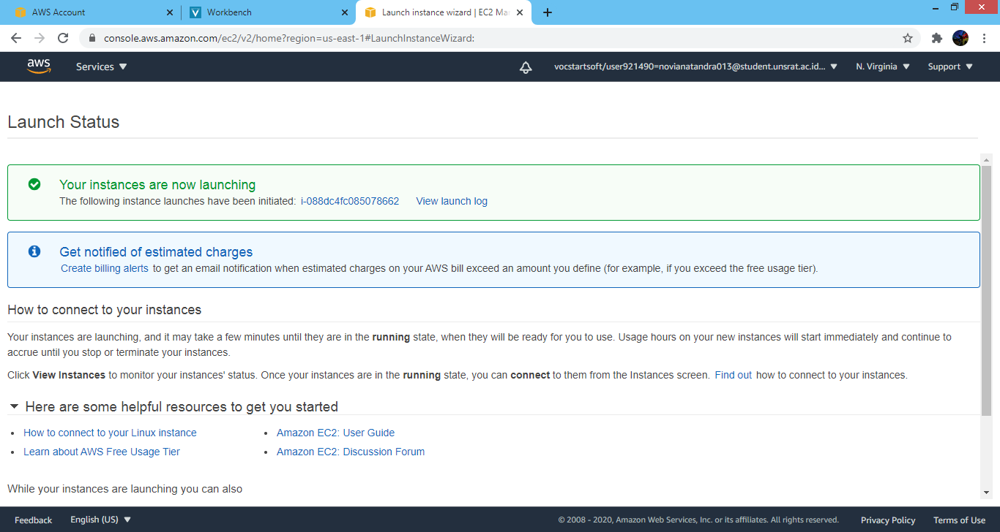 AWS Account
Workbench
Launch instance wizard | EC2 Mar
console.aws.amazon.com/ec2/v2/home?region=us-east-1#LaunchInstanceWizard:
aws
Services
vocstartsoft/user921490=novianatandra013@student.unsrat.ac.id...
N. Virginia
Support
Launch Status
Your instances are now launching
The following instance launches have been initiated: i-088dc4fc085078662 View launch log
Get notified of estimated charges
Create billing alerts to get an email notification when estimated charges on your AWS bill exceed an amount you define (for example, if you exceed the free usage tier).
How to connect to your instances
Your instances are launching, and it may take a few minutes until they are in the running state, when they will be ready for you to use. Usage hours on your new instances will start immediately and continue to
accrue until you stop or terminate your instances.
Click View Instances to monitor your instances' status. Once your instances are in the running state, you can connect to them from the Instances screen. Find out how to connect to your instances.
Here are some helpful resources to get you started
• How to connect to your Linux instance
• Amazon EC2: User Guide
• Learn about AWS Free Usage Tier
• Amazon EC2: Discussion Forum
While your instances are launching you can also
Feedback
English (US)
© 2008 - 2020, Amazon Web Services, Inc. or its affiliates. All rights reserved.
Privacy Policy
Terms of Use